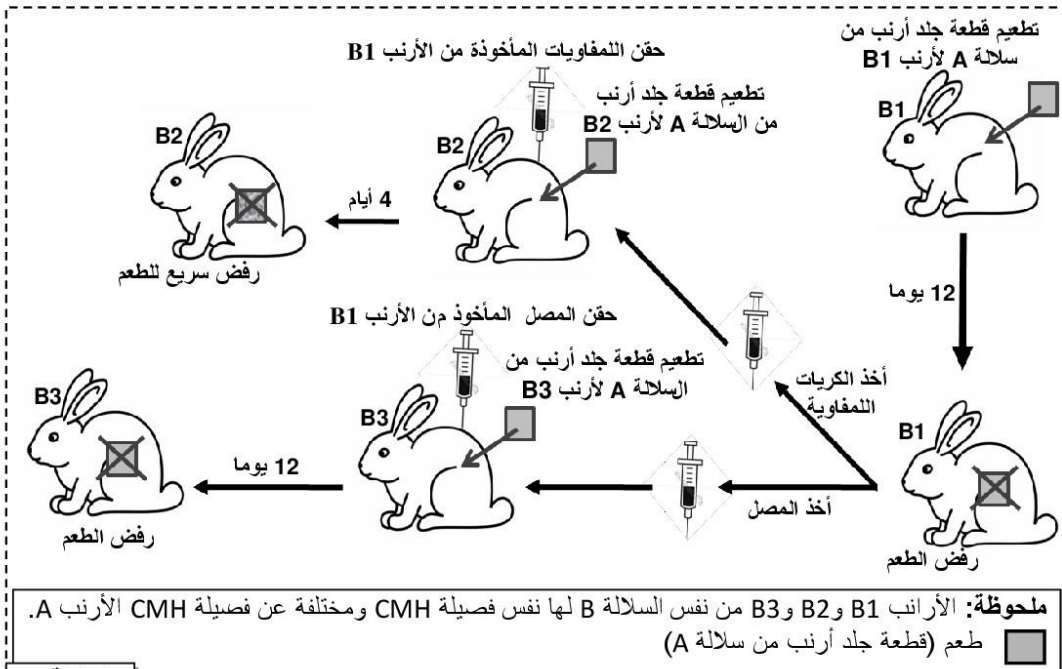 تطعيم قطعة جلد أرنب من
سلالة A لأرنب B1
B1
12 يوما
B1
رفض الطعم
أخذ الكريات
اللمفاوية
أخذ المصل
حقن اللمفاويات المأخوذة من الأرنب B1
تطعيم قطعة جلد أرنب
من السلالة A لأرنب B2
B2
4 أيام
B2
رفض سريع للطعم
حقن المصل المأخوذ من الأرنب B1
تطعيم قطعة جلد أرنب من
السلالة A لأرنب B3
B3
12 يوما
B3
رفض الطعم
ملحوظة: الأرانب B1 وB2 وB3 من نفس السلالة B لها نفس فصيلة CMH ومختلفة عن فصيلة CMH الأرنب A.
طعم (قطعة جلد أرنب من سلالة A)